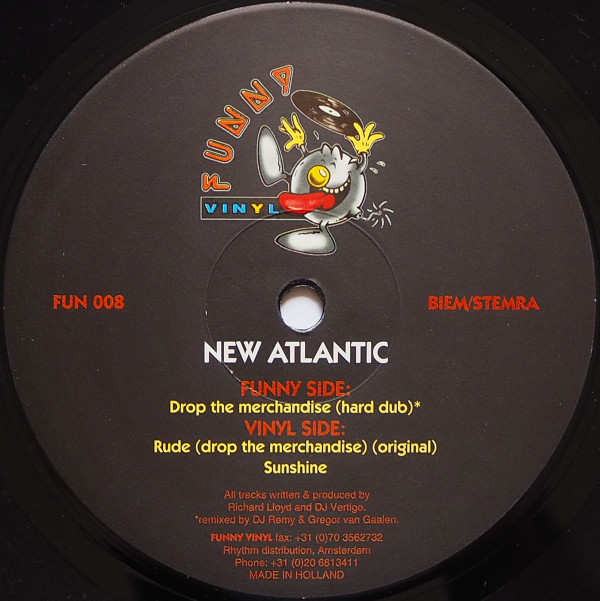 FUNNY
VINYL
FUN 008
BIEM/STEMRA
NEW ATLANTIC
FUNNY SIDE:
Drop the merchandise (hard dub)*
VINYL SIDE:
Rude (drop the merchandise) (original)
Sunshine
All tracks written & produced by
Richard Lloyd and DJ Vertigo.
*remixed by DJ Remy & Gregor van Gaalen.
FUNNY VINYL fax: +31 (0)70 3562732
Rhythm distribution, Amsterdam
Phone: +31 (0)20 6813411
MADE IN HOLLAND